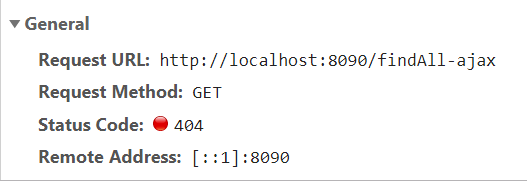 General
Request URL: http://localhost:8090/findAll-ajax
Request Method: GET
Status Code: 404
Remote Address: [::1]:8090